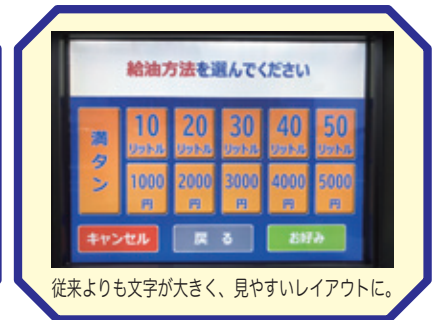 給油方法を選んでください
満タン
10 20 30 40 50
リットル リットル リットル リットル リットル
1000 2000 3000 4000 5000
円 円 円 円 円
キャンセル 戻る お好み
従来よりも文字が大きく、見やすいレイアウトに。